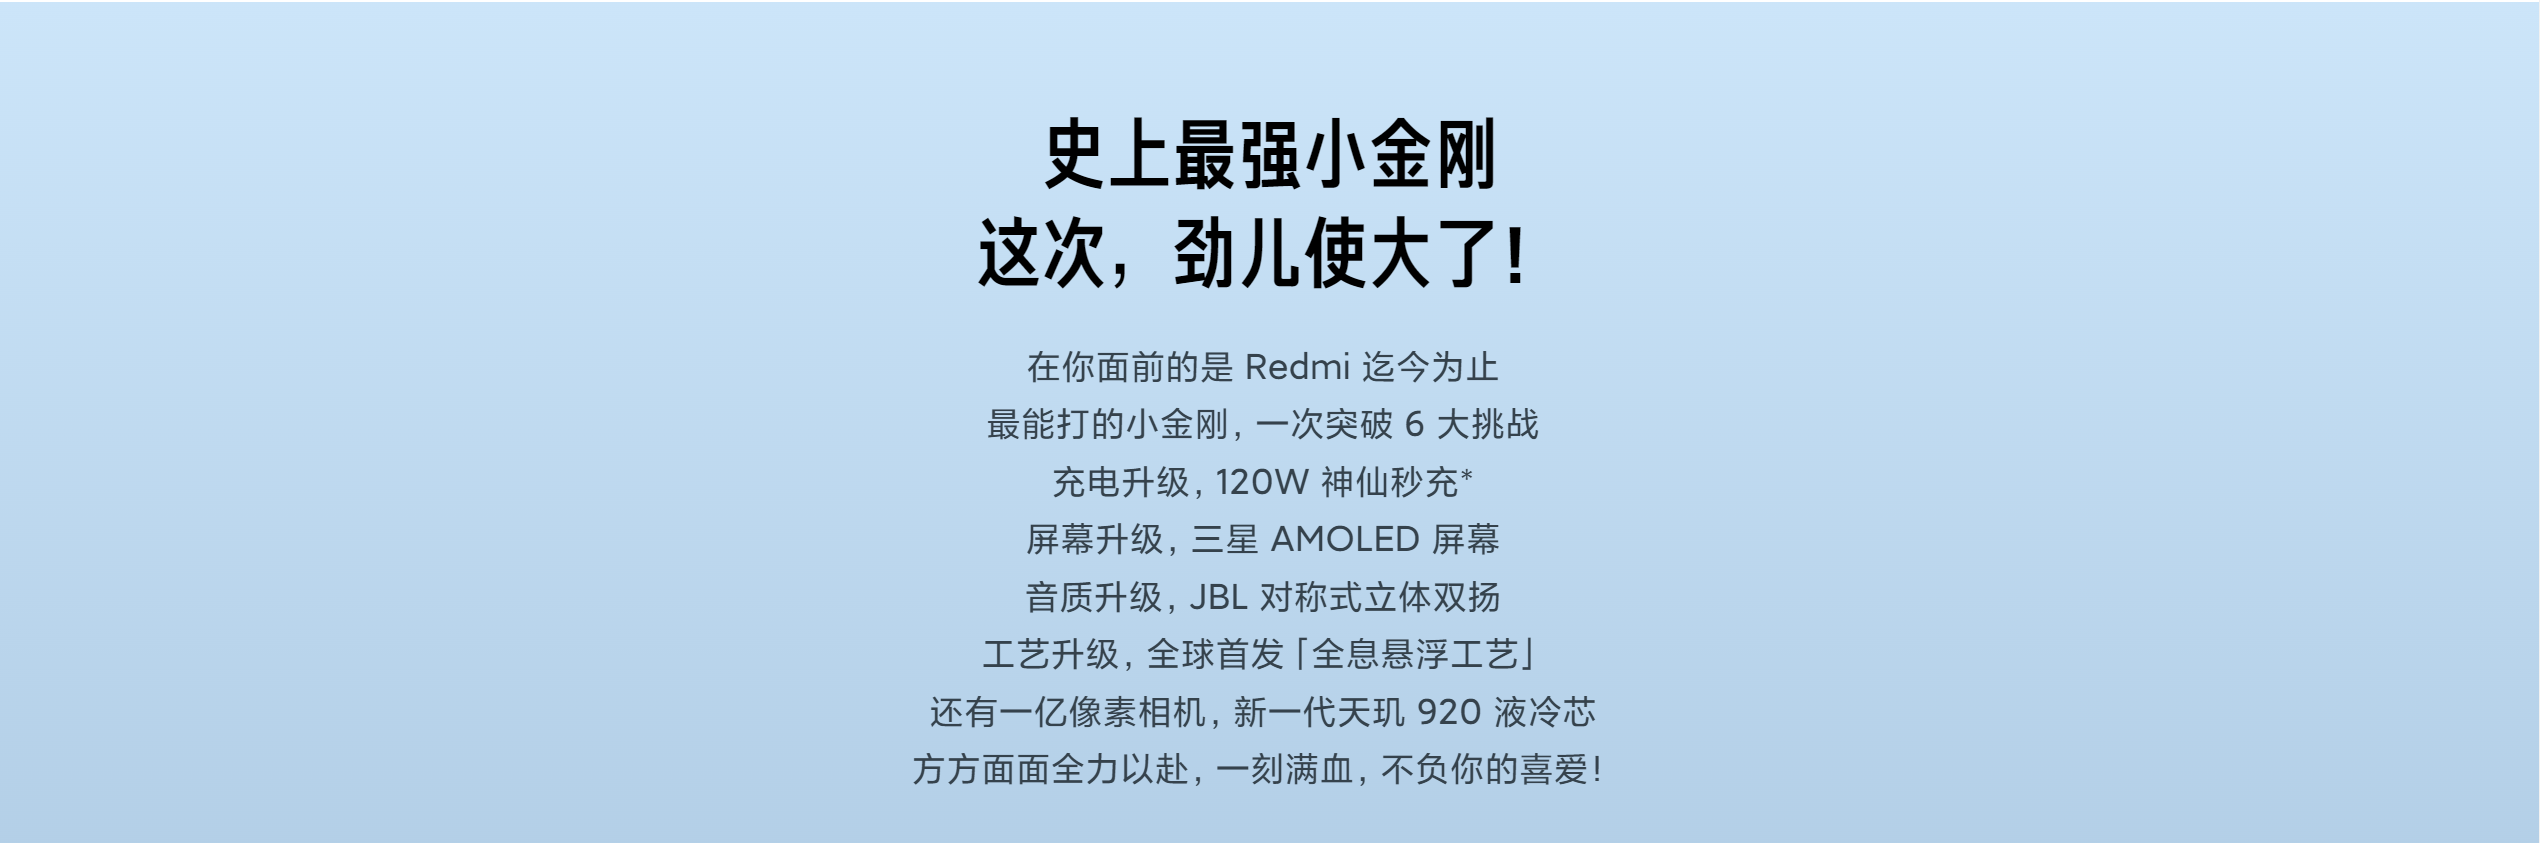 史上最强小金刚
这次，劲儿使大了!
在你面前的是 Redmi 迄今为止
最能打的小金刚，一次突破 6 大挑战
充电升级，120W 神仙秒充*
屏幕升级，三星 AMOLED 屏幕
音质升级，JBL 对称式立体双扬
工艺升级，全球首发「全息悬浮工艺」
还有一亿像素相机，新一代天玑 920 液冷芯
方方面面全力以赴，一刻满血，不负你的喜爱!